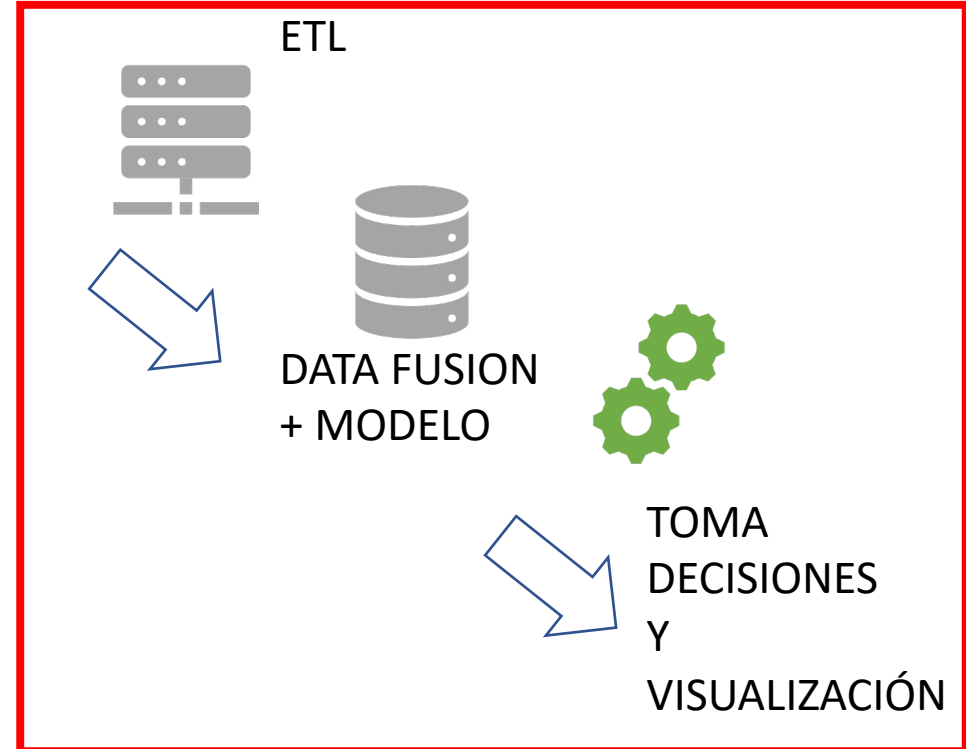 ETL
DATA FUSION
+ MODELO
TOMA
DECISIONES
Y
VISUALIZACIÓN